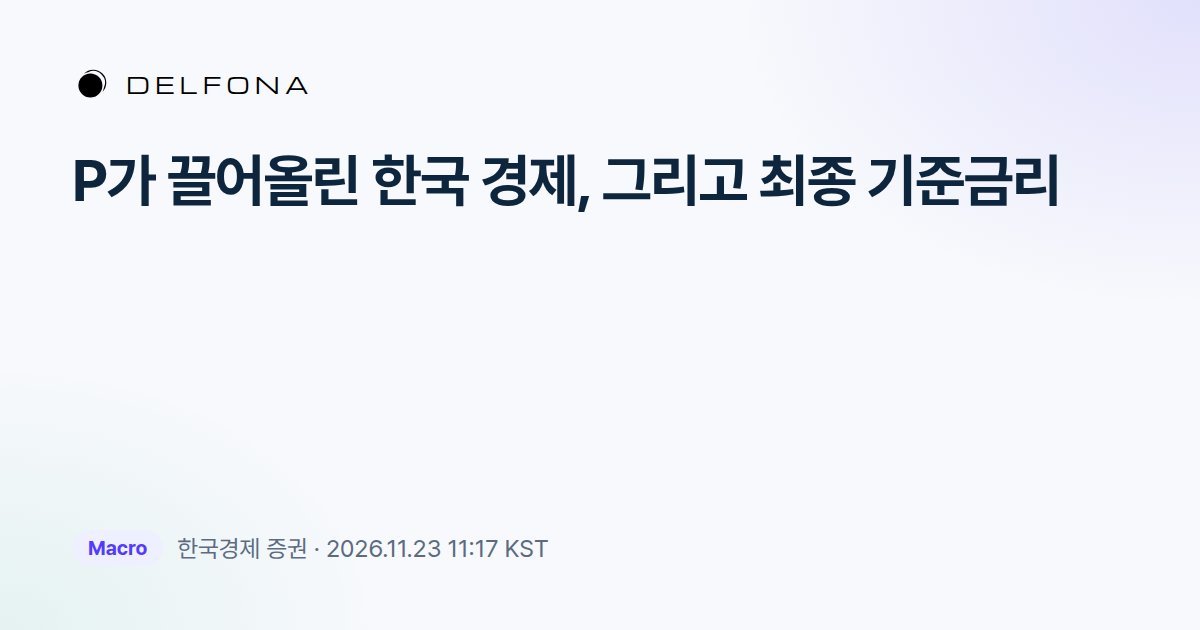 DELFONA
P가 끌어올린 한국 경제, 그리고 최종 기준금리
Macro 한국경제 증권 · 2026.11.23 11:17 KST